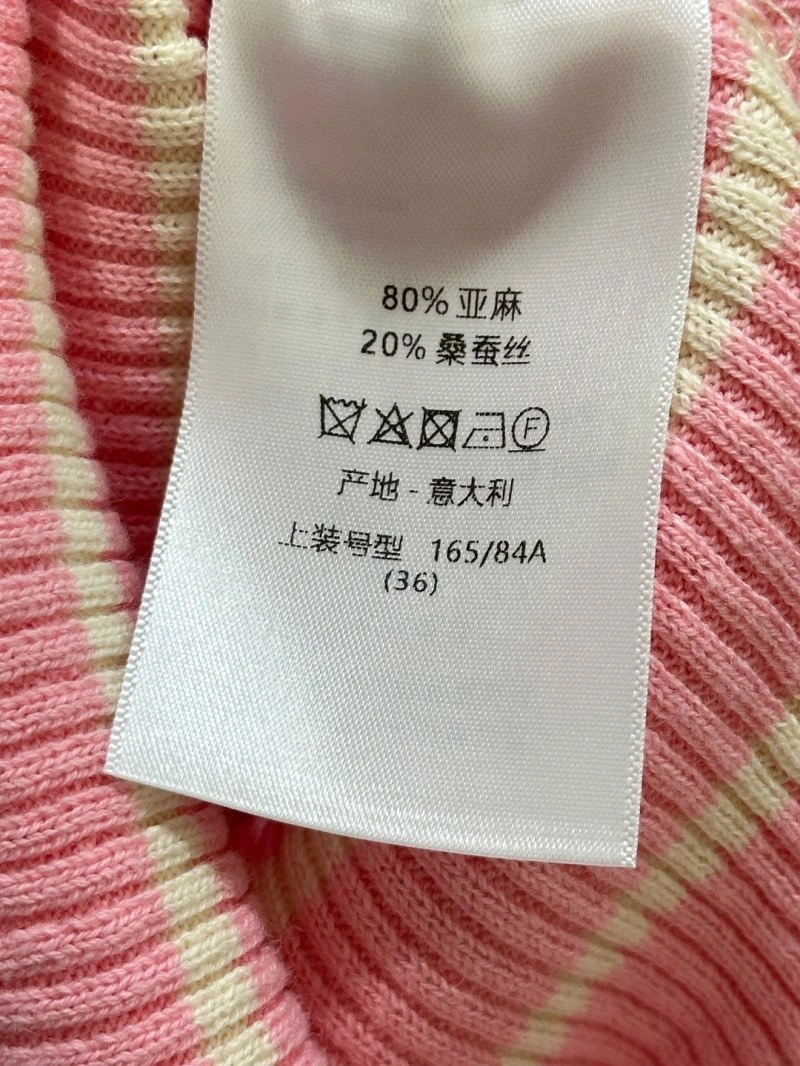 80% 亚麻
20% 桑蚕丝
F
产地 - 意大利
上装号型 165/84A
(36)